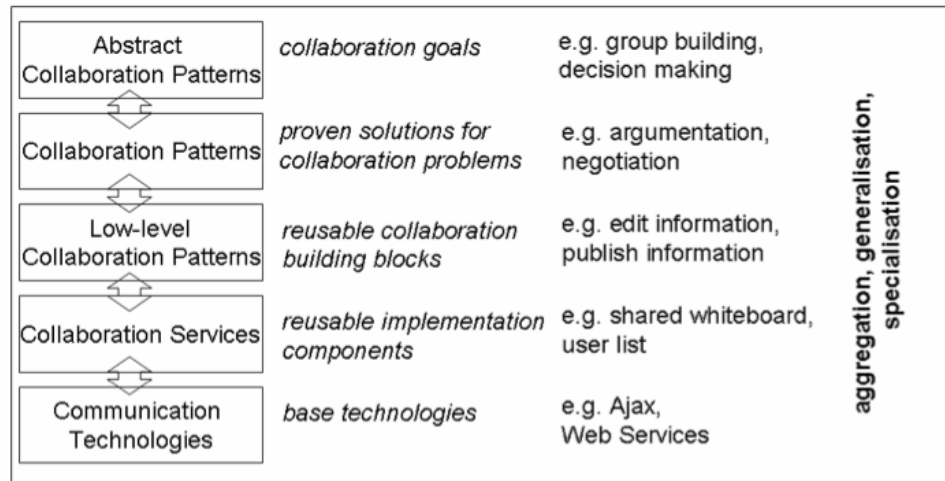 Abstract
Collaboration Patterns
collaboration goals
e.g. group building,
decision making
Collaboration Patterns
proven solutions for
collaboration problems
e.g. argumentation,
negotiation
Low-level
Collaboration Patterns
reusable collaboration
building blocks
e.g. edit information,
publish information
Collaboration Services
reusable implementation
components
e.g. shared whiteboard,
user list
Communication
Technologies
base technologies
e.g. Ajax,
Web Services
aggregation, generalisation,
specialisation